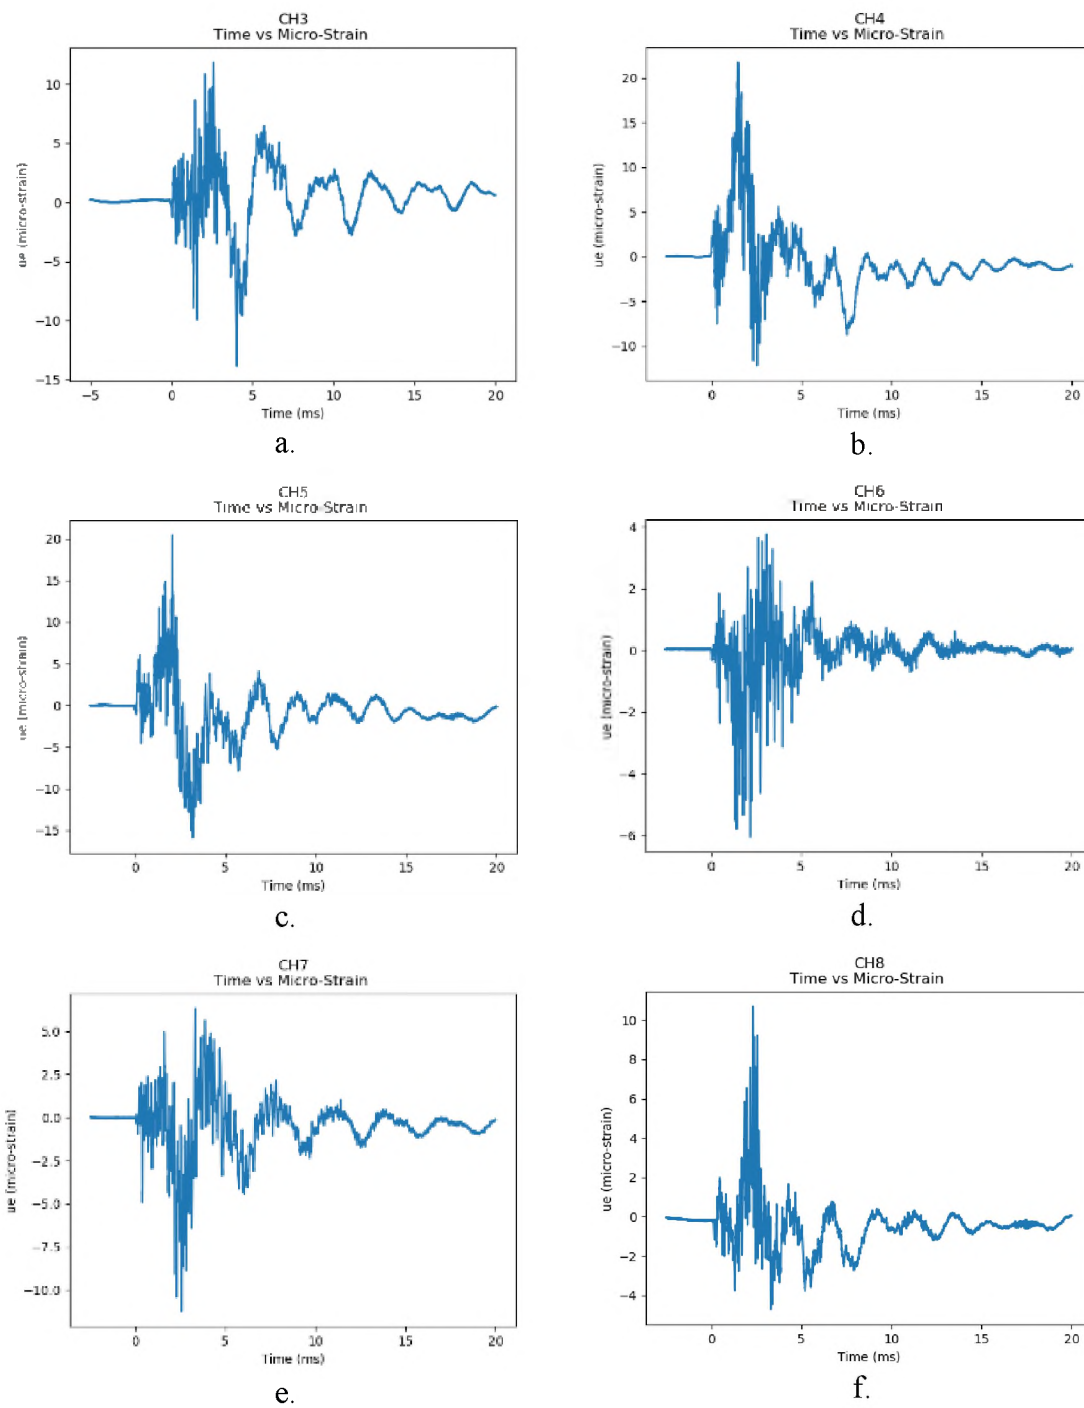 CH3
Time vs Micro-Strain
10
5
0
−5
−10
−15
ue (micro-strain)
−5 0 5 10 15 20
Time (ms)
a.
CH4
Time vs Micro-Strain
20
15
10
5
0
−5
−10
ue (micro-strain)
0 5 10 15 20
Time (ms)
b.
CH5
Time vs Micro-Strain
20
15
10
5
0
−5
−10
−15
ue (micro-strain)
0 5 10 15 20
Time (ms)
c.
CH6
Time vs Micro-Strain
4
2
0
−2
−4
−6
ue (micro-strain)
0 5 10 15 20
Time (ms)
d.
CH7
Time vs Micro-Strain
5.0
2.5
0.0
−2.5
−5.0
−7.5
−10.0
ue (micro-strain)
0 5 10 15 20
Time (ms)
e.
CH8
Time vs Micro-Strain
10
8
6
4
2
0
−2
−4
ue (micro-strain)
0 5 10 15 20
Time (ms)
f.